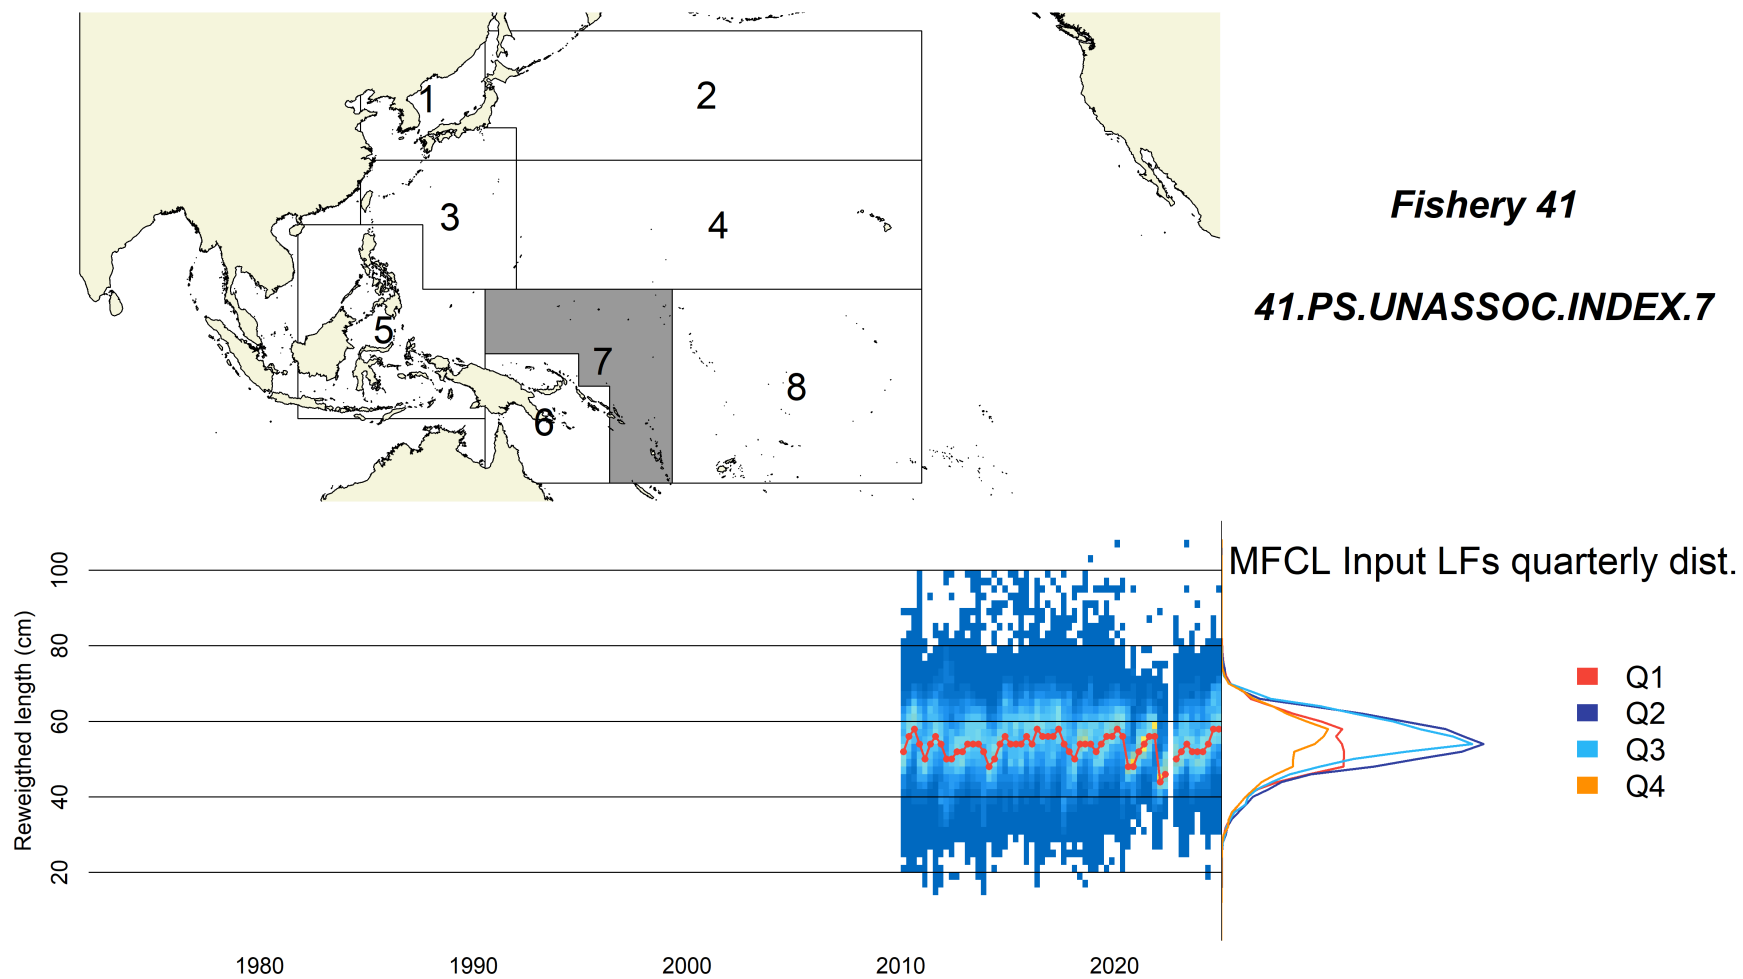 1
2
3
4
5
6
7
8
Fishery 41
41.PS.UNASSOC.INDEX.7
MFCL Input LFs quarterly dist.
Reweigthed length (cm)
100
80
60
40
20
1980
1990
2000
2010
2020
Q1
Q2
Q3
Q4